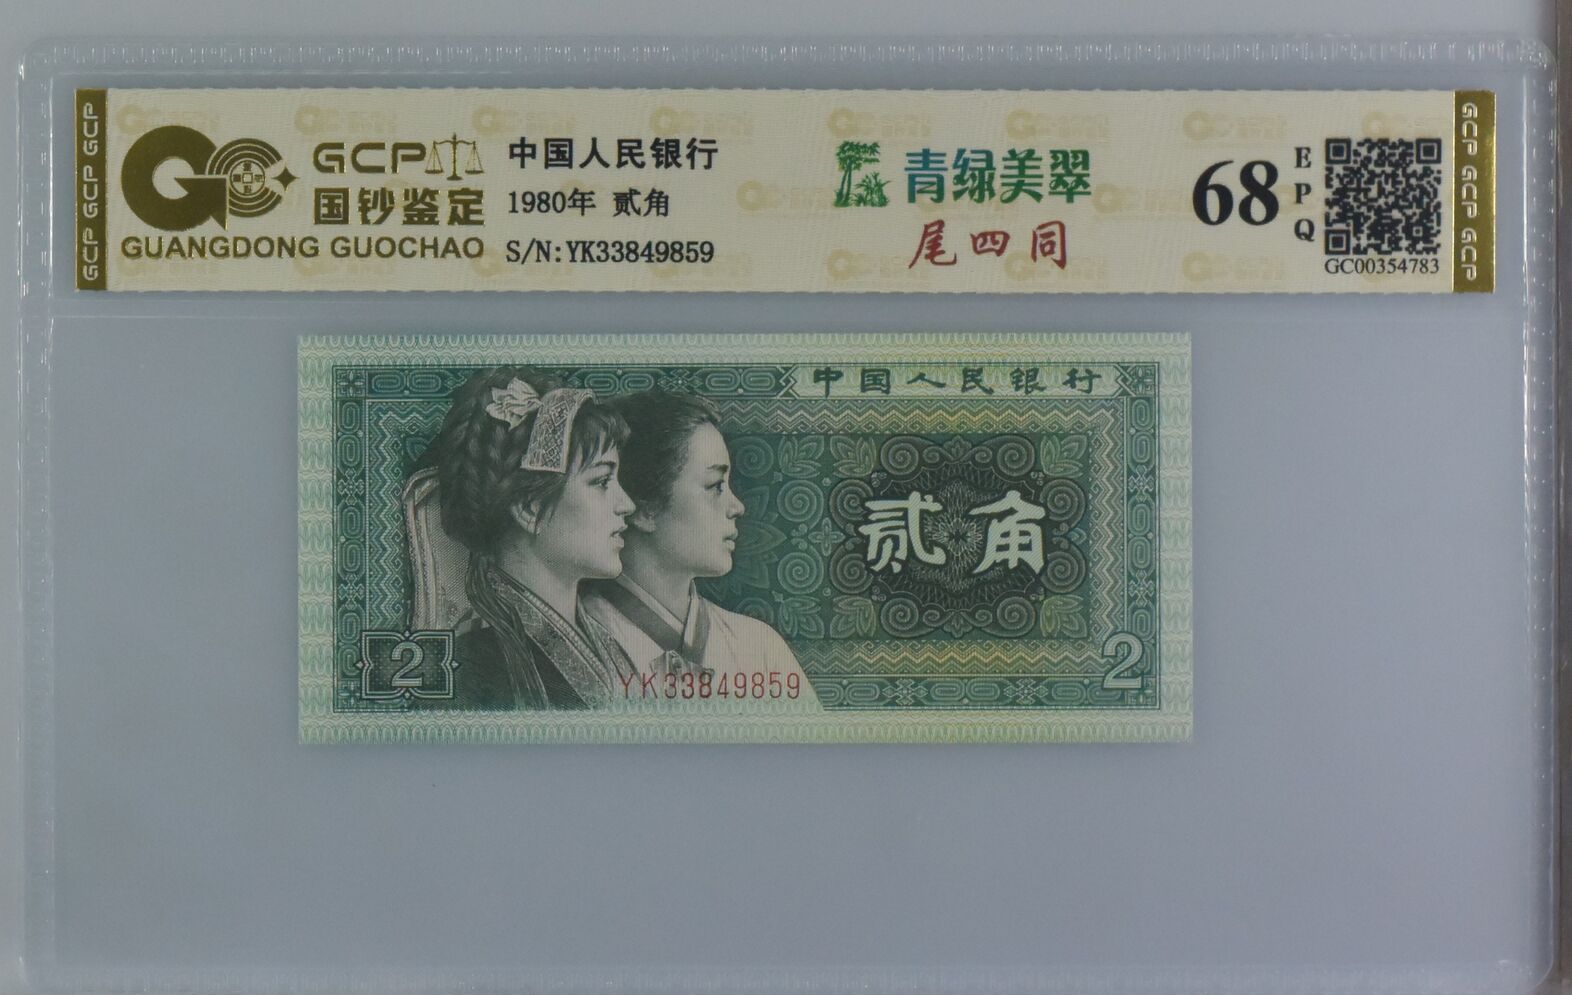 GCP GCP GCP
GCP
国钞鉴定
GUANGDONG GUOCHAO
中国人民银行
1980年 贰角
S/N:YK33849859
青绿美翠
尾四同
68
EPQ
GC00354783
GCP GCP GCP
中国人民银行
贰角
2
YK33849859
2